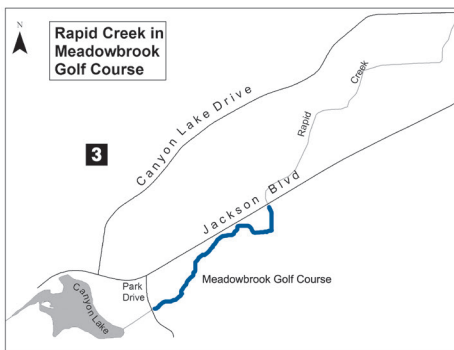 N
Rapid Creek in
Meadowbrook
Golf Course
3
Canyon Lake Drive
Rapid Creek
Jackson Blvd
Park
Drive
Meadowbrook Golf Course
Canyon Lake